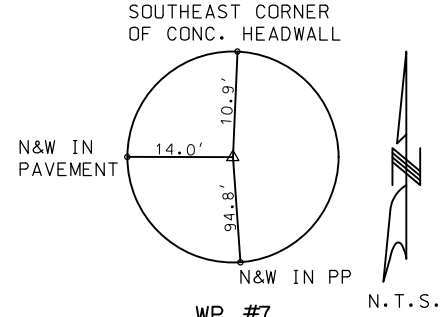 SOUTHEAST CORNER
OF CONC. HEADWALL
10.9'
N&W IN
PAVEMENT
14.0'
94.8'
N&W IN PP
N
WP #7
N.T.S.